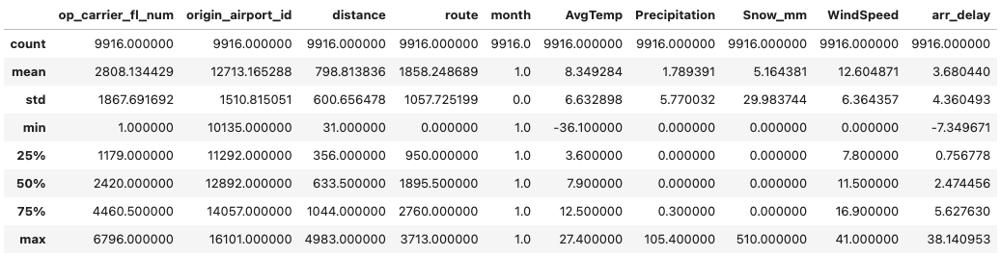 op_carrier_fl_num origin_airport_id distance route month AvgTemp Precipitation Snow_mm WindSpeed arr_delay
count 9916.000000 9916.000000 9916.000000 9916.000000 9916.0 9916.000000 9916.000000 9916.000000 9916.000000 9916.000000
mean 2808.134429 12713.165288 798.813836 1858.248689 1.0 8.349284 1.789391 5.164381 12.604871 3.680440
std 1867.691692 1510.815051 600.656478 1057.725199 0.0 6.632898 5.770032 29.983744 6.364357 4.360493
min 1.000000 10135.000000 31.000000 0.000000 1.0 -36.100000 0.000000 0.000000 0.000000 -7.349671
25% 1179.000000 11292.000000 356.000000 950.000000 1.0 3.600000 0.000000 0.000000 7.800000 0.756778
50% 2420.000000 12892.000000 633.500000 1895.500000 1.0 7.900000 0.000000 0.000000 11.500000 2.474456
75% 4460.500000 14057.000000 1044.000000 2760.000000 1.0 12.500000 0.300000 0.000000 16.900000 5.627630
max 6796.000000 16101.000000 4983.000000 3713.000000 1.0 27.400000 105.400000 510.000000 41.000000 38.140953